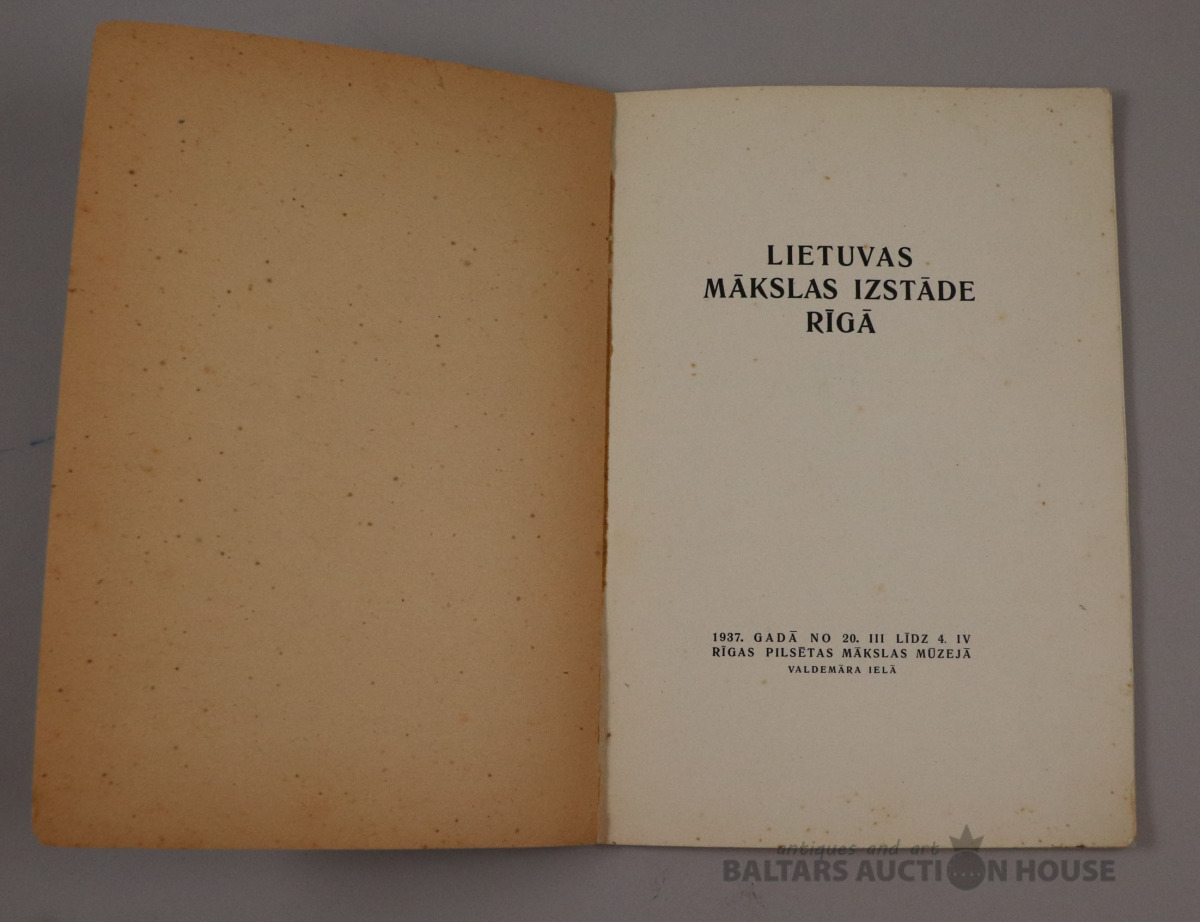 LIETUVAS
MĀKSLAS IZSTĀDE
RĪGĀ
1937. GADĀ NO 20. III LĪDZ 4. IV
RĪGAS PILSĒTAS MĀKSLAS MŪZEJĀ
VALDEMĀRA IELĀ
antiques and art
BALTARS AUCTION HOUSE